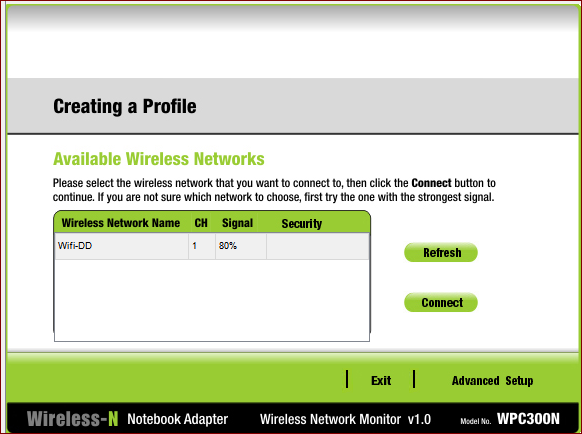 Creating a Profile
Available Wireless Networks
Please select the wireless network that you want to connect to, then click the Connect button to
continue. If you are not sure which network to choose, first try the one with the strongest signal.
Wireless Network Name CH Signal Security
Wifi-DD 1 80%
Refresh
Connect
Exit Advanced Setup
Wireless-N Notebook Adapter Wireless Network Monitor v1.0 Model No. WPC300N